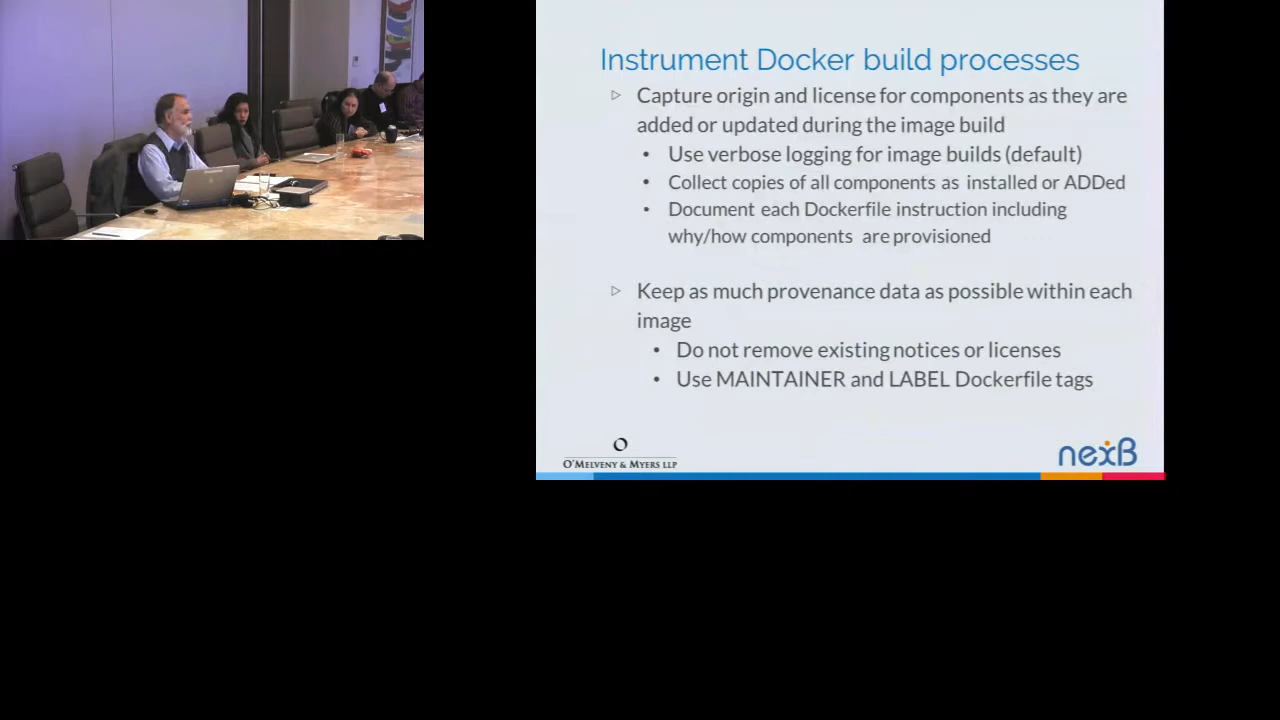 Instrument Docker build processes
▷ Capture origin and license for components as they are
added or updated during the image build
• Use verbose logging for image builds (default)
• Collect copies of all components as installed or ADDed
• Document each Dockerfile instruction including
why/how components are provisioned
▷ Keep as much provenance data as possible within each
image
• Do not remove existing notices or licenses
• Use MAINTAINER and LABEL Dockerfile tags
O'MELVENY & MYERS LLP
nexB